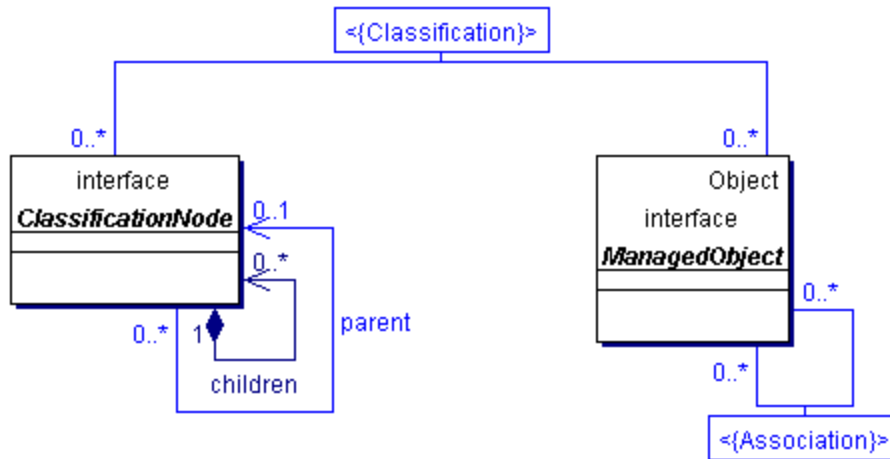 <{Classification}>
0..*
0..*
interface
ClassificationNode
Object
interface
ManagedObject
0..1
0..*
0..*
0..*
1
parent
children
0..*
<{Association}>